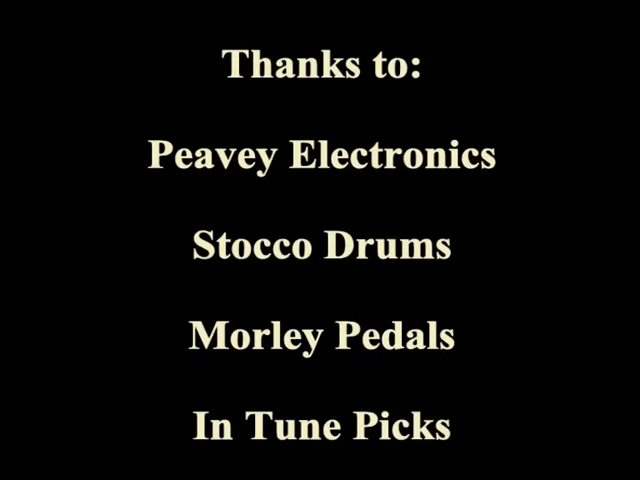 Thanks to:
Peavey Electronics
Stocco Drums
Morley Pedals
In Tune Picks